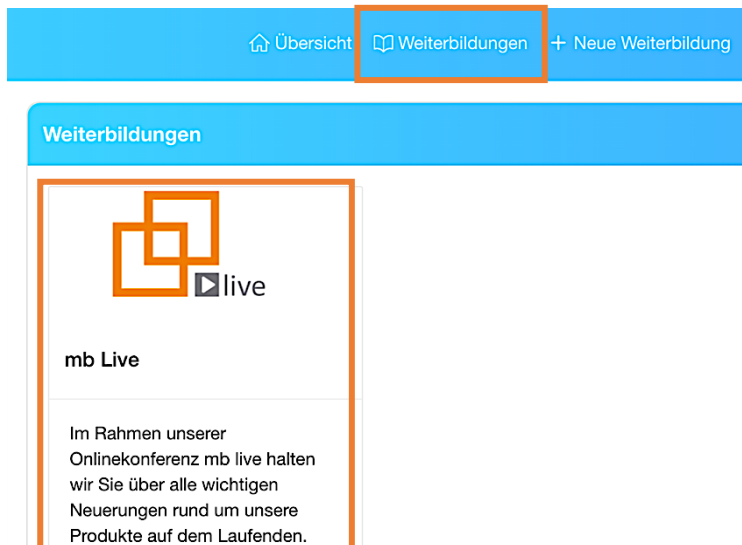 Übersicht Weiterbildungen + Neue Weiterbildung
Weiterbildungen
live
mb Live
Im Rahmen unserer
Onlinekonferenz mb live halten
wir Sie über alle wichtigen
Neuerungen rund um unsere
Produkte auf dem Laufenden.